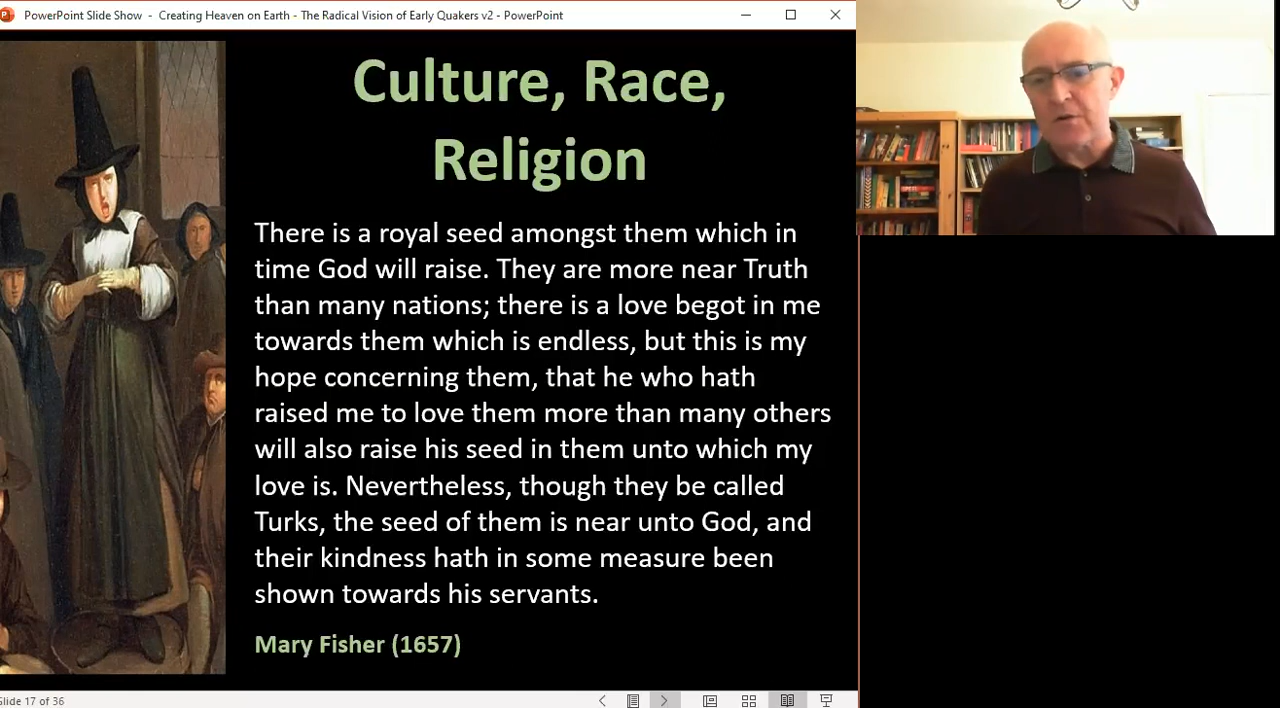 PowerPoint Slide Show - Creating Heaven on Earth - The Radical Vision of Early Quakers v2 - PowerPoint
Culture, Race,
Religion
There is a royal seed amongst them which in
time God will raise. They are more near Truth
than many nations; there is a love begot in me
towards them which is endless, but this is my
hope concerning them, that he who hath
raised me to love them more than many others
will also raise his seed in them unto which my
love is. Nevertheless, though they be called
Turks, the seed of them is near unto God, and
their kindness hath in some measure been
shown towards his servants.
Mary Fisher (1657)
Slide 17 of 36